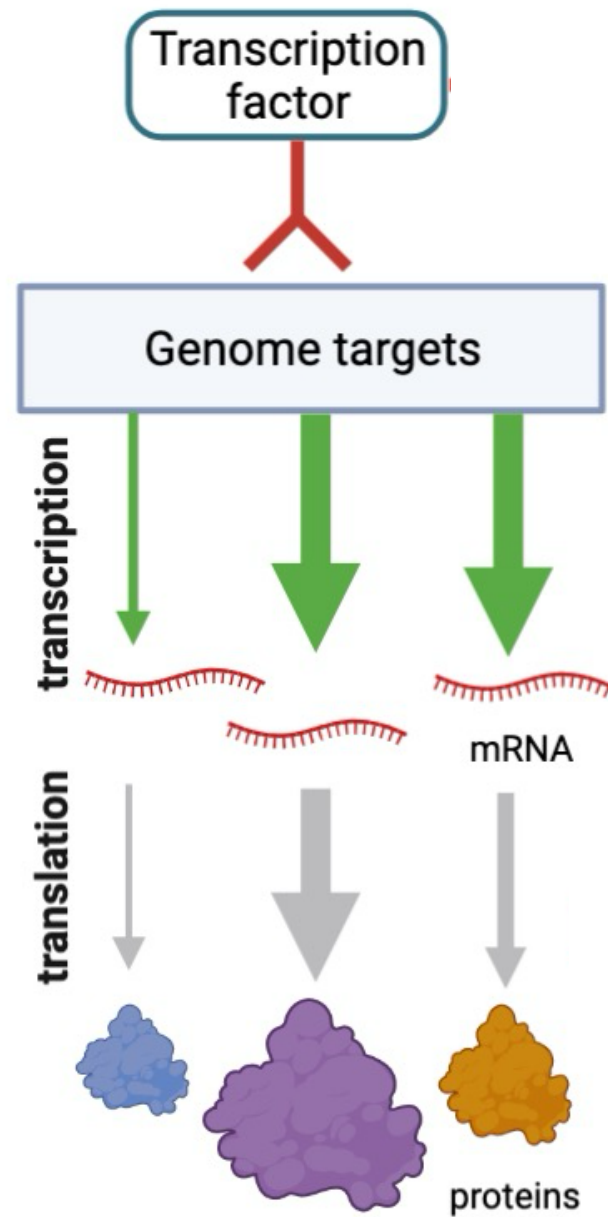 Transcription
factor
Genome targets
transcription
mRNA
translation
proteins